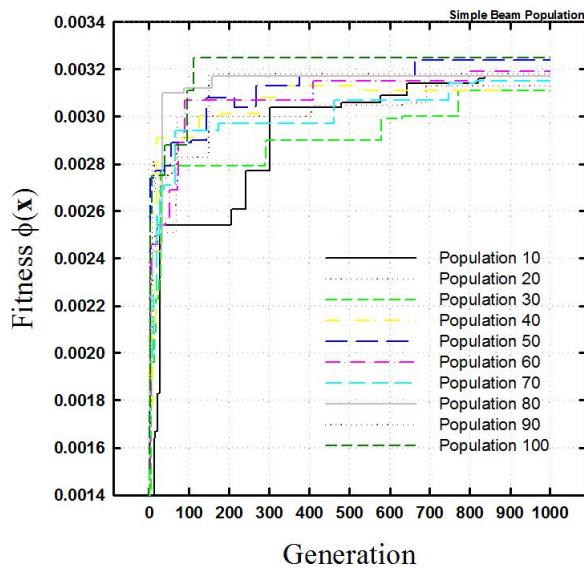 Simple Beam Population
0.0034
0.0032
0.0030
0.0028
0.0026
0.0024
0.0022
0.0020
0.0018
0.0016
0.0014
Fitness ϕ(x)
Population 10
Population 20
Population 30
Population 40
Population 50
Population 60
Population 70
Population 80
Population 90
Population 100
0 100 200 300 400 500 600 700 800 900 1000
Generation